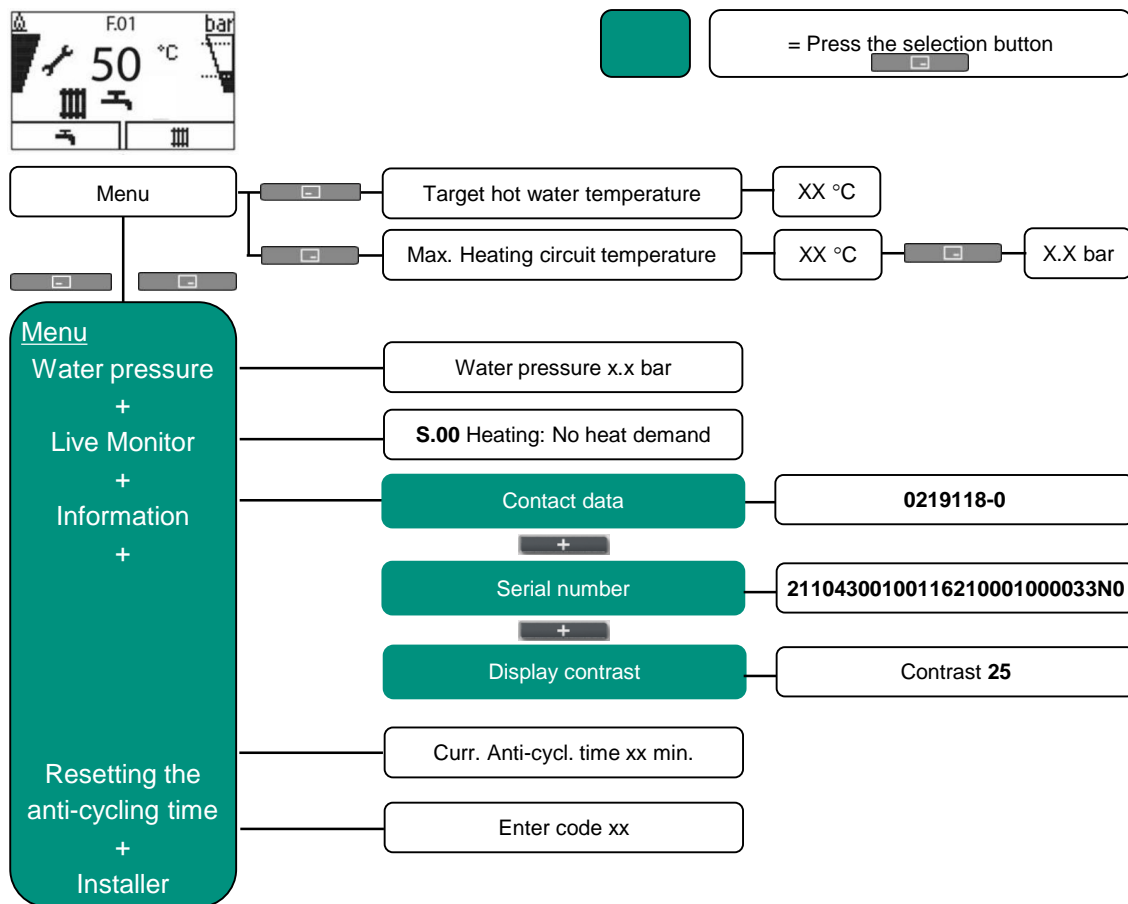 F.01
bar
50 °C
= Press the selection button
Menu
Target hot water temperature
XX °C
Max. Heating circuit temperature
XX °C
X.X bar
Menu
Water pressure
+
Live Monitor
+
Information
+
Resetting the
anti-cycling time
+
Installer
Water pressure x.x bar
S.00 Heating: No heat demand
Contact data
0219118-0
+
Serial number
21104300100116210001000033N0
+
Display contrast
Contrast 25
Curr. Anti-cycl. time xx min.
Enter code xx